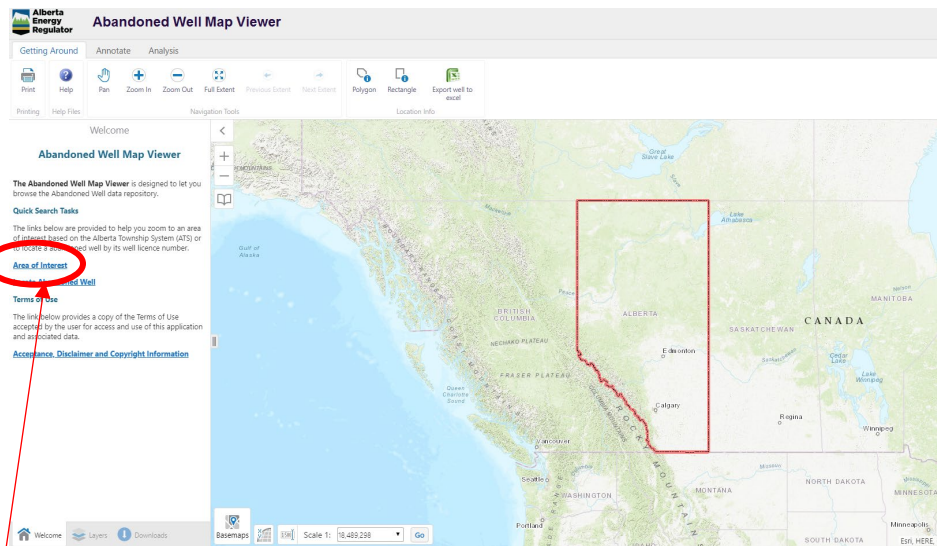 Alberta
Energy
Regulator
Abandoned Well Map Viewer
Getting Around Annotate Analysis
Print Help Pan Zoom In Zoom Out Full Extent Previous Extent Next Extent Polygon Rectangle Export well to
excel
Printing Help Files Navigation Tools Location Info
Welcome
Abandoned Well Map Viewer
The Abandoned Well Map Viewer is designed to let you
browse the Abandoned Well data repository.
Quick Search Tasks
The links below are provided to help you zoom to an area
of interest based on the Alberta Township System (ATS) or
to locate a abandoned well by its well licence number.
Area of Interest
Well
Terms of Use
The link below provides a copy of the Terms of Use
accepted by the user for access and use of this application
and associated data.
Acceptance, Disclaimer and Copyright Information
Welcome Layers Downloads
Great
Slave Lake
Slave
Lake
Athabasca
Gulf of
Alaska
Peace
BRITISH
COLUMBIA
ALBERTA
MANITOBA
SASKATCHEWAN
CANADA
NECHAKO PLATEAU
Edmonton
Cedar
Lake
Lake
Winnipeg
FRASER PLATEAU
Queen
Charlotte
Sound
COLUMBIA MOUNTAINS
ROCKY MOUNTAIN
Calgary
Regina
Winnipeg
Vancouver
Seattle
WASHINGTON
MONTANA
Missouri
NORTH DAKOTA
MINNESOTA
Portland
Minneapolis
SOUTH DAKOTA
Basemaps Scale 1: 18,489,298 Go
Esri, HERE,